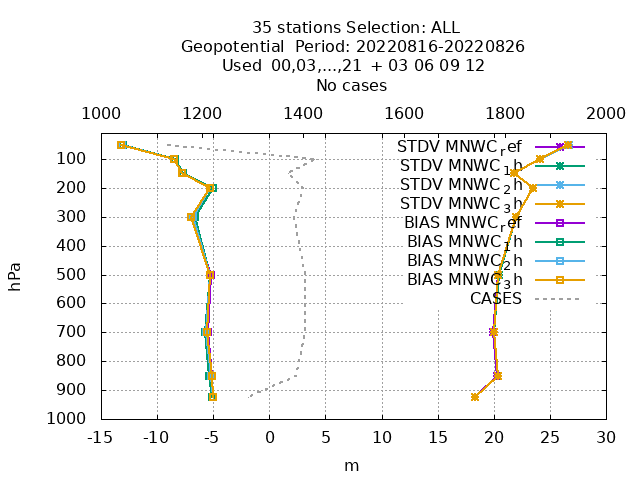 35 stations Selection: ALL
Geopotential  Period: 20220816-20220826
Used  00,03,...,21  + 03 06 09 12
No cases
1000 1200 1400 1600 1800 2000
STDV MNWC_ref
STDV MNWC_1h
STDV MNWC_2h
STDV MNWC_3h
BIAS MNWC_ref
BIAS MNWC_1h
BIAS MNWC_2h
BIAS MNWC_3h
CASES
100
200
300
400
500
600
700
800
900
1000
hPa
-15 -10 -5 0 5 10 15 20 25 30
m